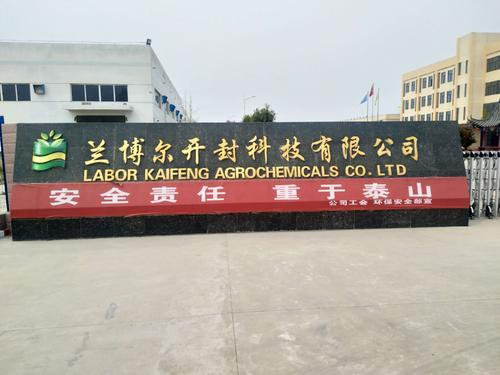 兰博尔开封科技有限公司
LABOR KAIFENG AGROCHEMICALS CO. LTD
安全责任 重于泰山
公司工会 环保安全部宣